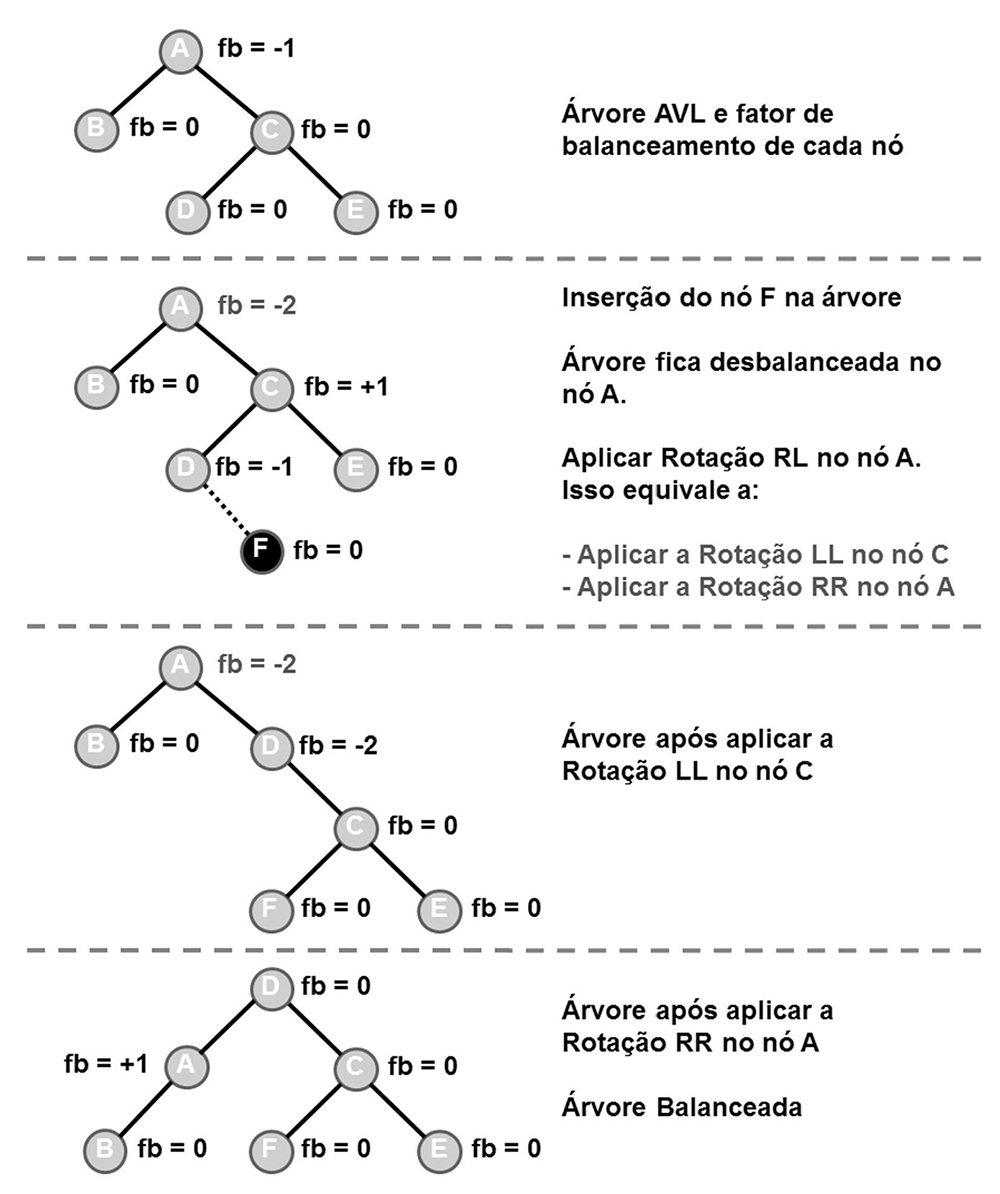 A fb = -1
B fb = 0 C fb = 0
D fb = 0 E fb = 0
Árvore AVL e fator de
balanceamento de cada nó
A fb = -2
B fb = 0 C fb = +1
D fb = -1 E fb = 0
F fb = 0
Inserção do nó F na árvore
Árvore fica desbalanceada no
nó A.
Aplicar Rotação RL no nó A.
Isso equivale a:
- Aplicar a Rotação LL no nó C
- Aplicar a Rotação RR no nó A
A fb = -2
B fb = 0 D fb = -2
C fb = 0
F fb = 0 E fb = 0
Árvore após aplicar a
Rotação LL no nó C
D fb = 0
fb = +1 A C fb = 0
B fb = 0 F fb = 0 E fb = 0
Árvore após aplicar a
Rotação RR no nó A
Árvore Balanceada